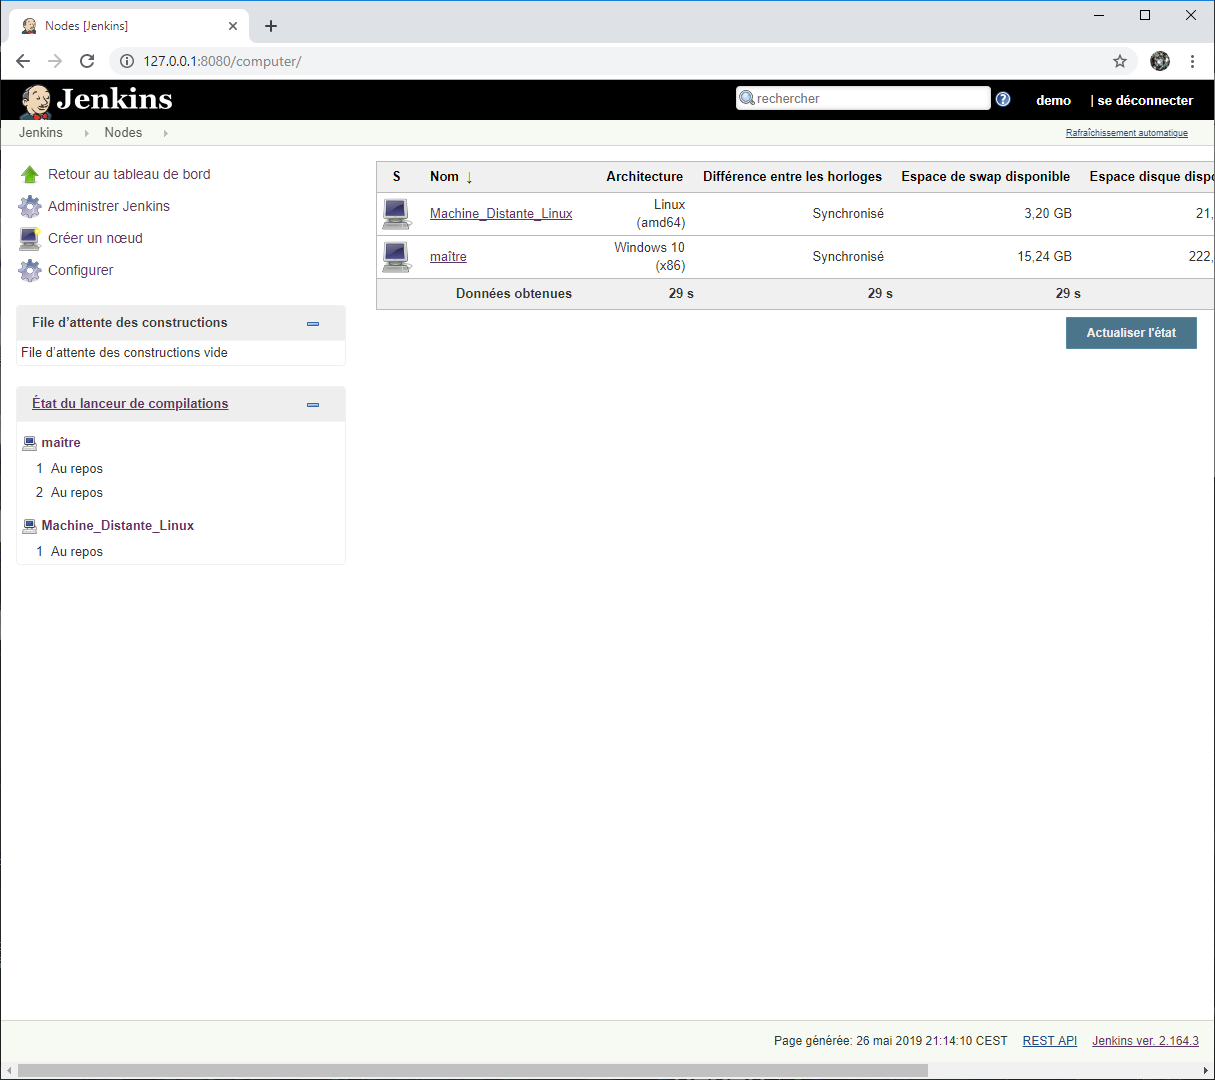 Nodes [Jenkins]
127.0.0.1:8080/computer/
Jenkins
rechercher
demo | se déconnecter
Jenkins Nodes
Rafraîchissement automatique
Retour au tableau de bord
Administrer Jenkins
Créer un nœud
Configurer
File d'attente des constructions
File d'attente des constructions vide
État du lanceur de compilations
maître
1 Au repos
2 Au repos
Machine_Distante_Linux
1 Au repos
S Nom ↓ Architecture Différence entre les horloges Espace de swap disponible Espace disque dispo
Machine_Distante_Linux Linux (amd64) Synchronisé 3,20 GB 21,
maître Windows 10 (x86) Synchronisé 15,24 GB 222,
Données obtenues 29 s 29 s 29 s
Actualiser l'état
Page générée: 26 mai 2019 21:14:10 CEST REST API Jenkins ver. 2.164.3